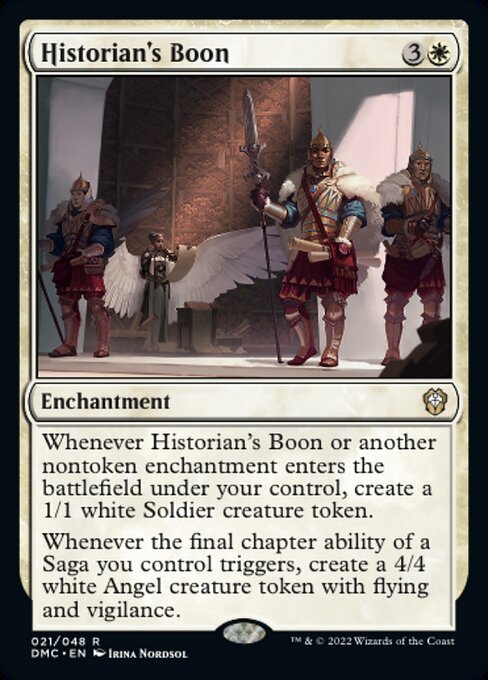 Historian's Boon 3
Enchantment
Whenever Historian's Boon or another
nontoken enchantment enters the
battlefield under your control, create a
1/1 white Soldier creature token.
Whenever the final chapter ability of a
Saga you control triggers, create a 4/4
white Angel creature token with flying
and vigilance.
021/048 R
DMC • EN Irina Nordsol
™ & © 2022 Wizards of the Coast